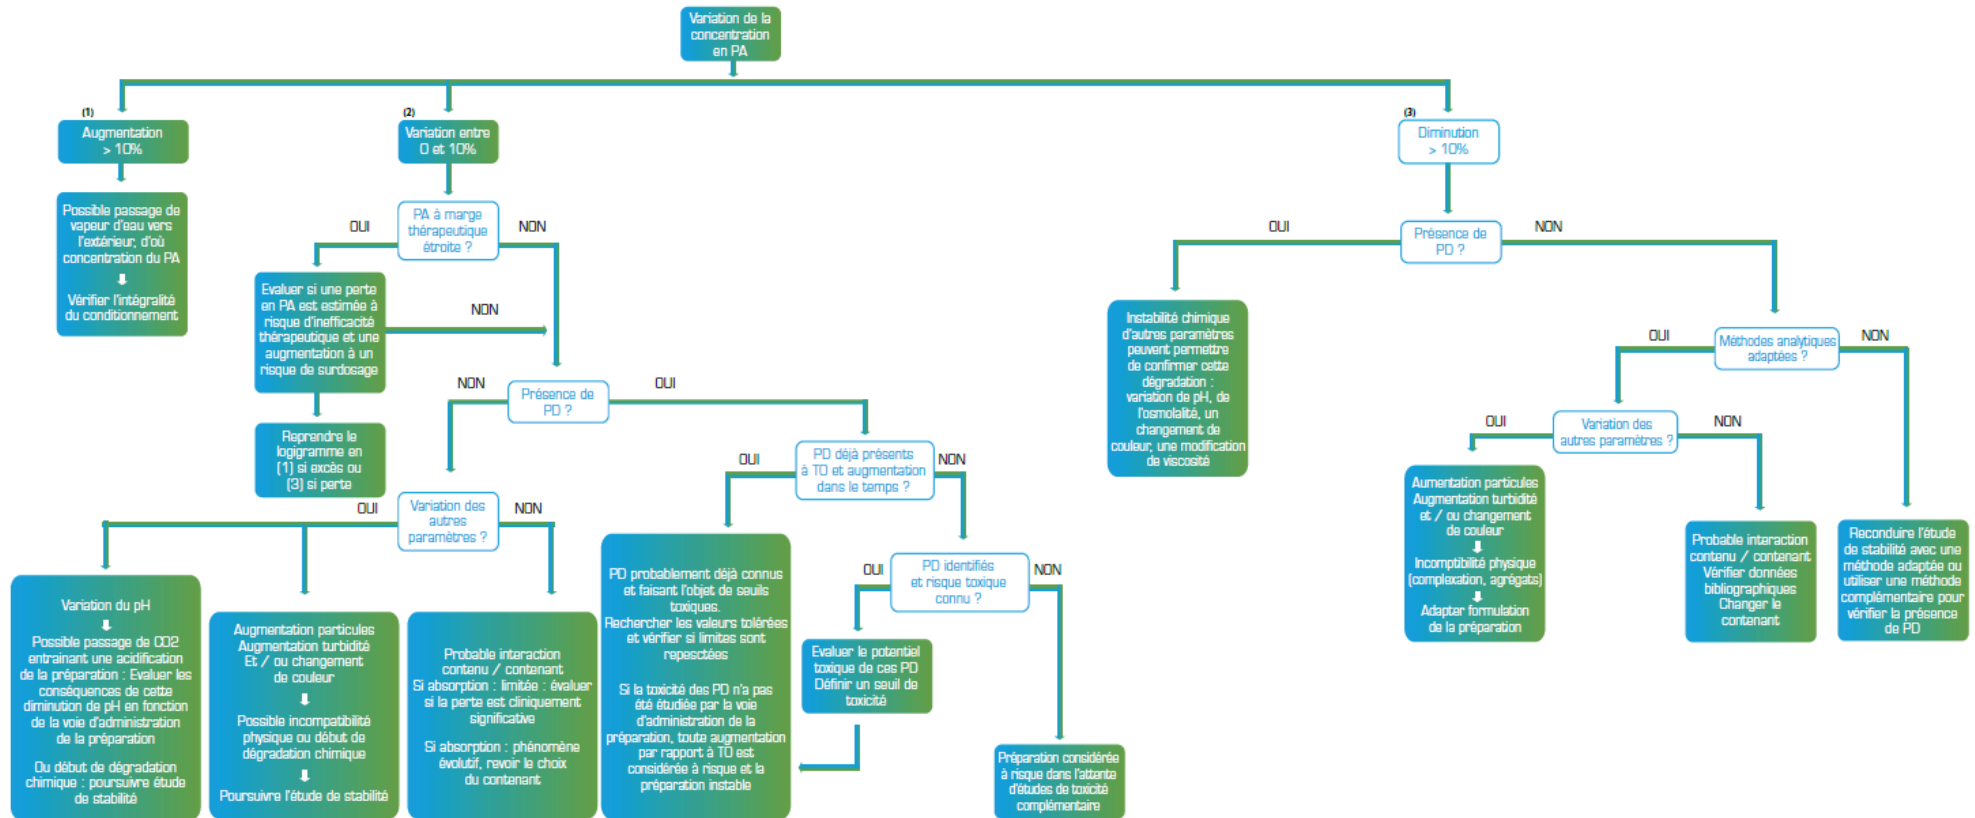 Variation de la
concentration
en PA
(1)
Augmentation
> 10%
Possible passage de
vapeur d'eau vers
l'extérieur, d'où
concentration du PA
Vérifier l'intégralité
du conditionnement
(2)
Variation entre
0 et 10%
PA à marge
thérapeutique
étroite ?
OUI
NON
Evaluer si une perte
en PA est estimée à
risque d'inefficacité
thérapeutique et une
augmentation à un
risque de surdosage
NON
Reprendre le
logigramme en
(1) si excès ou
(3) si perte
Présence de
PD ?
NON
OUI
Variation des
autres
paramètres ?
OUI
NON
Variation du pH
Possible passage de CO2
entrainant une acidification
de la préparation : Evaluer les
conséquences de cette
diminution de pH en fonction
de la voie d'administration
de la préparation
Ou début de dégradation
chimique : poursuivre étude
de stabilité
Augmentation particules
Augmentation turbidité
Et / ou changement
de couleur
Possible incompatibilité
physique ou début de
dégradation chimique
Poursuivre l'étude de stabilité
Probable interaction
contenu / contenant
Si absorption : limitée : évaluer
si la perte est cliniquement
significative
Si absorption : phénomène
évolutif, revoir le choix
du contenant
PD déjà présents
à T0 et augmentation
dans le temps ?
OUI
NON
PD probablement déjà connus
et faisant l'objet de seuils
toxiques.
Rechercher les valeurs tolérées
et vérifier si limites sont
repesctées
Si la toxicité des PD n'a pas
été étudiée par la voie
d'administration de la
préparation, toute augmentation
par rapport à T0 est
considérée à risque et la
préparation instable
PD identifiés
et risque toxique
connu ?
OUI
NON
Evaluer le potentiel
toxique de ces PD
Définir un seuil de
toxicité
Préparation considérée
à risque dans l'attente
d'études de toxicité
complémentaire
(3)
Diminution
> 10%
Présence de
PD ?
OUI
NON
Instabilité chimique
d'autres paramètres
peuvent permettre
de confirmer cette
dégradation :
variation de pH, de
l'osmolalité, un
changement de
couleur, une modification
de viscosité
Méthodes analytiques
adaptées ?
OUI
NON
Variation des
autres paramètres ?
OUI
NON
Aumentation particules
Augmentation turbidité
et / ou changement
de couleur
Incomptibilité physique
(complexation, agrégats)
Adapter formulation
de la préparation
Probable interaction
contenu / contenant
Vérifier données
bibliographiques
Changer le
contenant
Reconduire l'étude
de stabilité avec une
méthode adaptée ou
utiliser une méthode
complémentaire pour
vérifier la présence
de PD